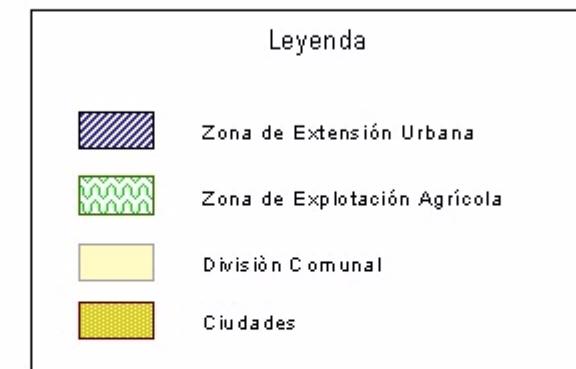 Leyenda
Zona de Extensión Urbana
Zona de Explotación Agrícola
Divisiòn Comunal
Ciudades